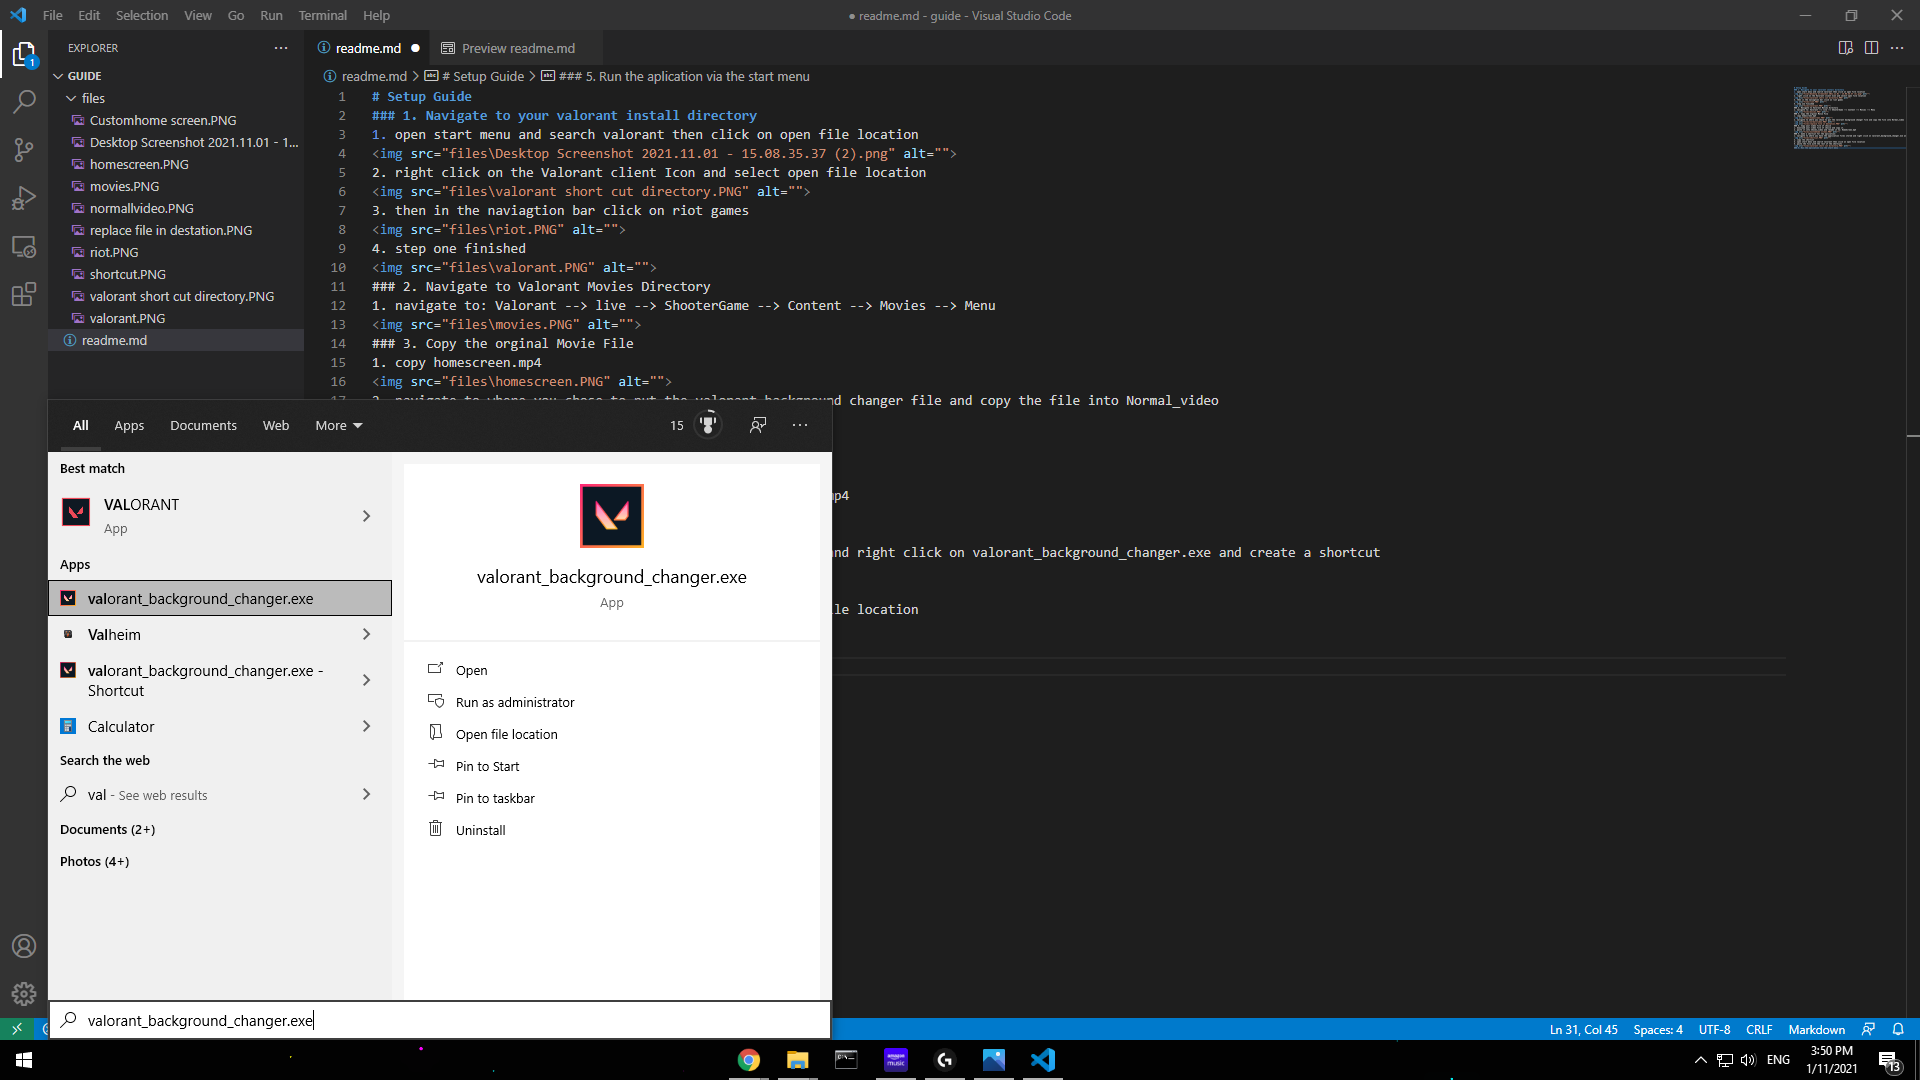 File Edit Selection View Go Run Terminal Help
● readme.md - guide - Visual Studio Code
1
EXPLORER
GUIDE
files
Customhome screen.PNG
Desktop Screenshot 2021.11.01 - 1...
homescreen.PNG
movies.PNG
normallvideo.PNG
replace file in destation.PNG
riot.PNG
shortcut.PNG
valorant short cut directory.PNG
valorant.PNG
readme.md
readme.md ● Preview readme.md
readme.md > # Setup Guide > ### 5. Run the aplication via the start menu
1 # Setup Guide
2 ### 1. Navigate to your valorant install directory
3 1. open start menu and search valorant then click on open file location
4 <img src="files\Desktop Screenshot 2021.11.01 - 15.08.35.37 (2).png" alt="">
5 2. right click on the Valorant client Icon and select open file location
6 <img src="files\valorant short cut directory.PNG" alt="">
7 3. then in the naviagtion bar click on riot games
8 <img src="files\riot.PNG" alt="">
9 4. step one finished
10 <img src="files\valorant.PNG" alt="">
11 ### 2. Navigate to Valorant Movies Directory
12 1. navigate to: Valorant --> live --> ShooterGame --> Content --> Movies --> Menu
13 <img src="files\movies.PNG" alt="">
14 ### 3. Copy the orginal Movie File
15 1. copy homescreen.mp4
16 <img src="files\homescreen.PNG" alt="">
changer file and copy the file into Normal_video
p4
nd right click on valorant_background_changer.exe and create a shortcut
le location
All Apps Documents Web More
15
Best match
VALORANT
App
Apps
valorant_background_changer.exe
Valheim
valorant_background_changer.exe -
Shortcut
Calculator
Search the web
val - See web results
Documents (2+)
Photos (4+)
valorant_background_changer.exe
App
Open
Run as administrator
Open file location
Pin to Start
Pin to taskbar
Uninstall
valorant_background_changer.exe
Ln 31, Col 45 Spaces: 4 UTF-8 CRLF Markdown
amazon music
ENG
3:50 PM
1/11/2021
13